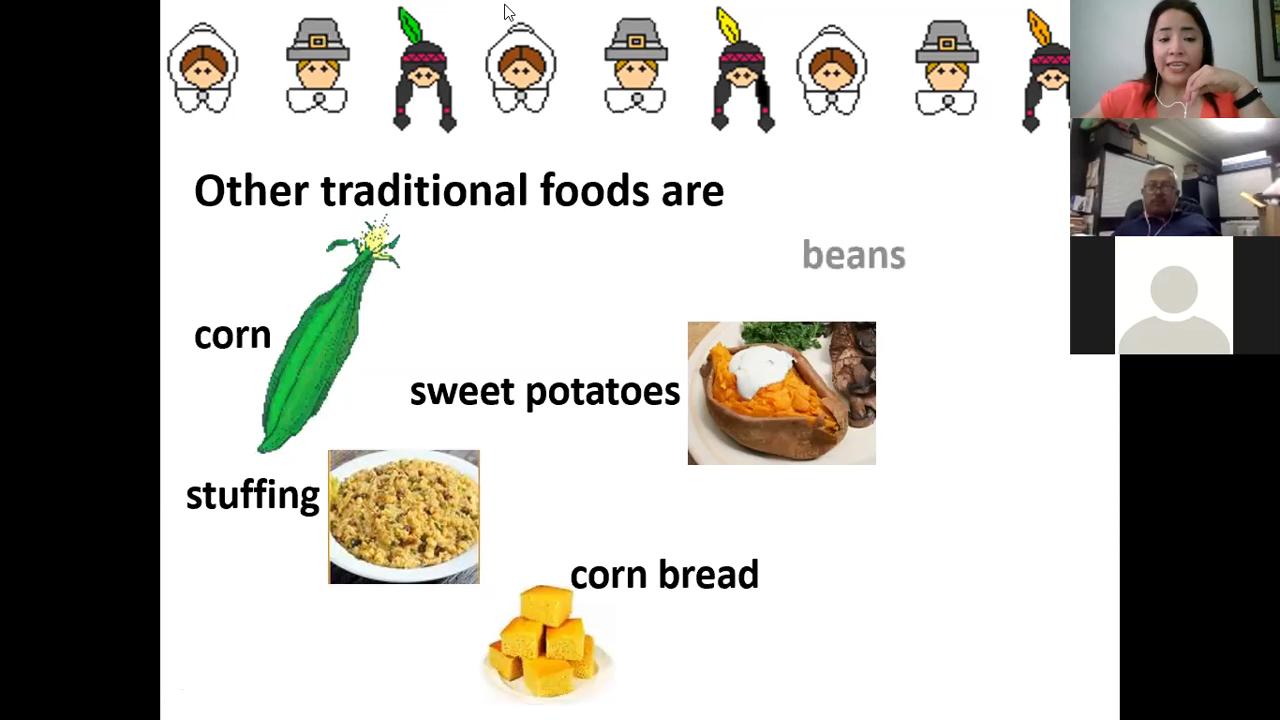 Other traditional foods are
beans
corn
sweet potatoes
stuffing
corn bread